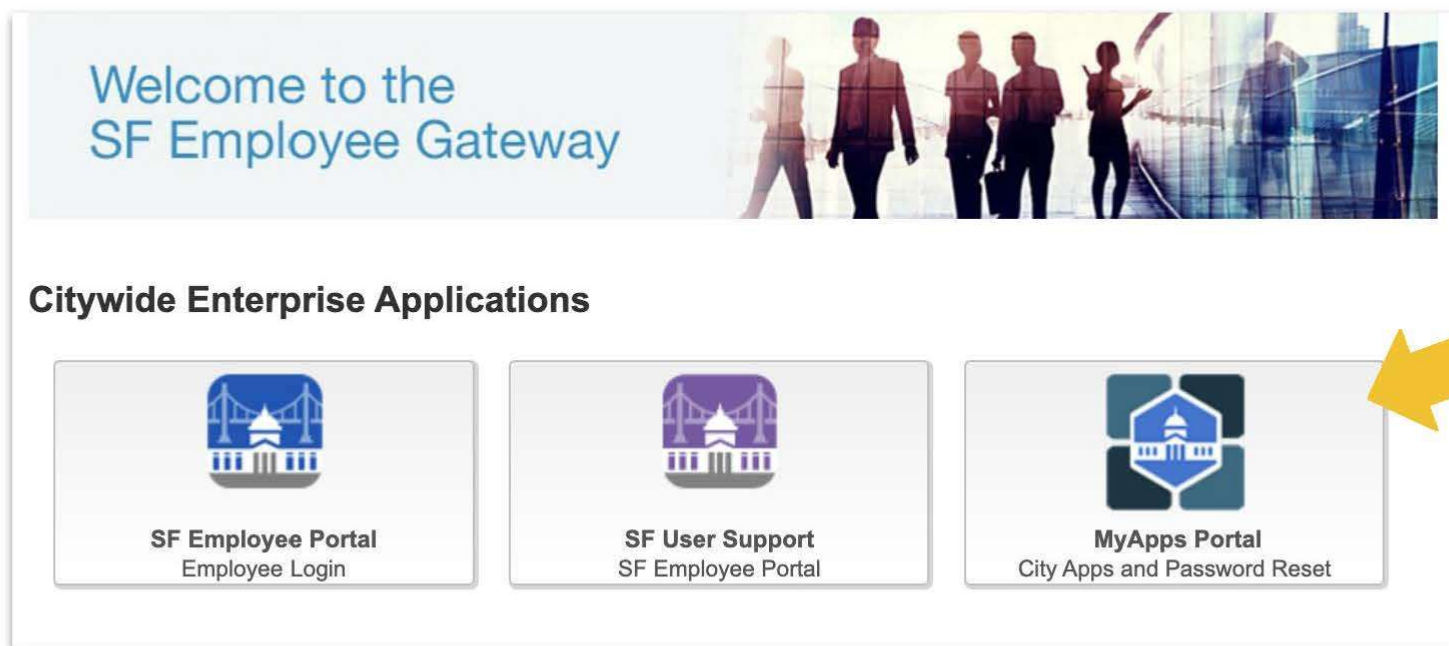 Welcome to the
SF Employee Gateway
Citywide Enterprise Applications
SF Employee Portal
Employee Login
SF User Support
SF Employee Portal
MyApps Portal
City Apps and Password Reset